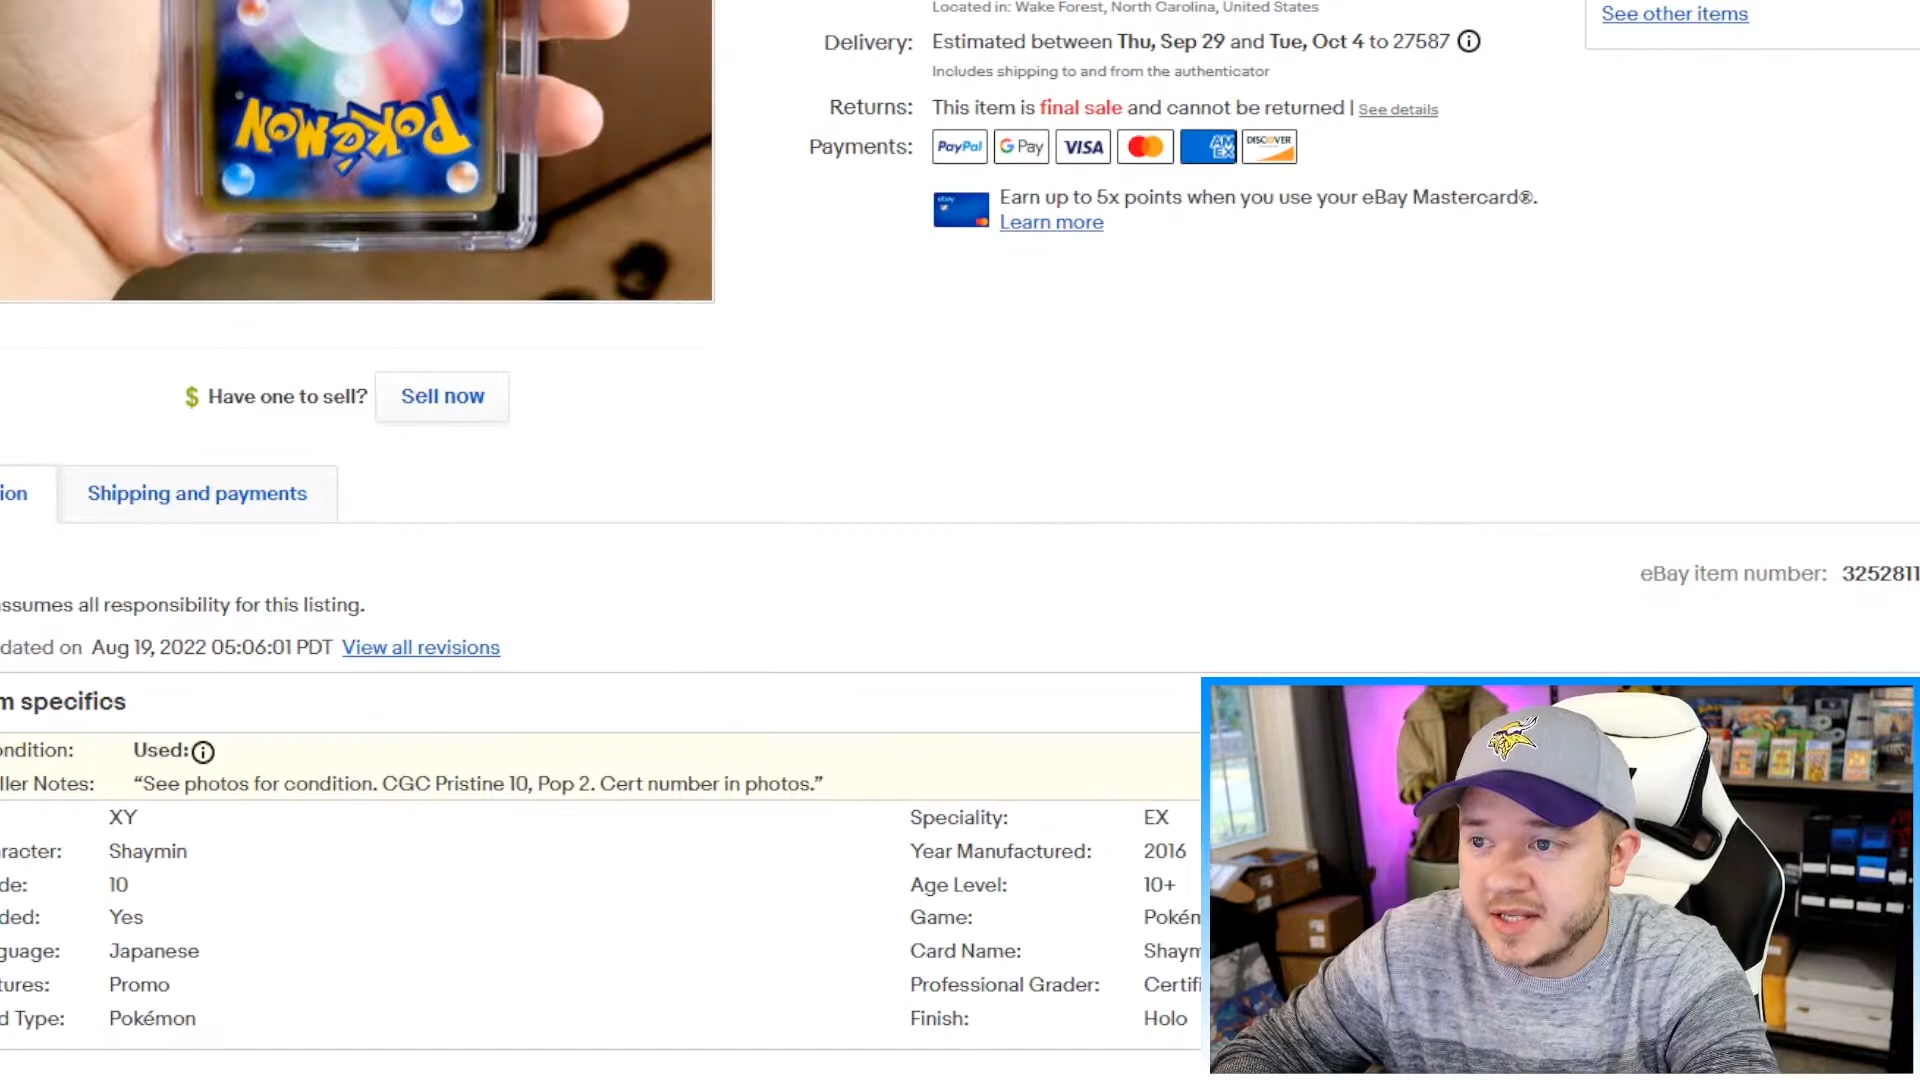 Located in: Wake Forest, North Carolina, United States
See other items
Delivery: Estimated between Thu, Sep 29 and Tue, Oct 4 to 27587
Includes shipping to and from the authenticator
Returns: This item is final sale and cannot be returned | See details
Payments: PayPal G Pay VISA AM EX DISCOVER
Earn up to 5x points when you use your eBay Mastercard®.
Learn more
POKéMON
$ Have one to sell? Sell now
ion Shipping and payments
eBay item number: 3252811
ssumes all responsibility for this listing.
dated on Aug 19, 2022 05:06:01 PDT View all revisions
m specifics
ondition: Used:
ller Notes: “See photos for condition. CGC Pristine 10, Pop 2. Cert number in photos.”
XY Speciality: EX
racter: Shaymin Year Manufactured: 2016
de: 10 Age Level: 10+
ded: Yes Game: Pokén
guage: Japanese Card Name: Shaym
tures: Promo Professional Grader: Certifi
d Type: Pokémon Finish: Holo